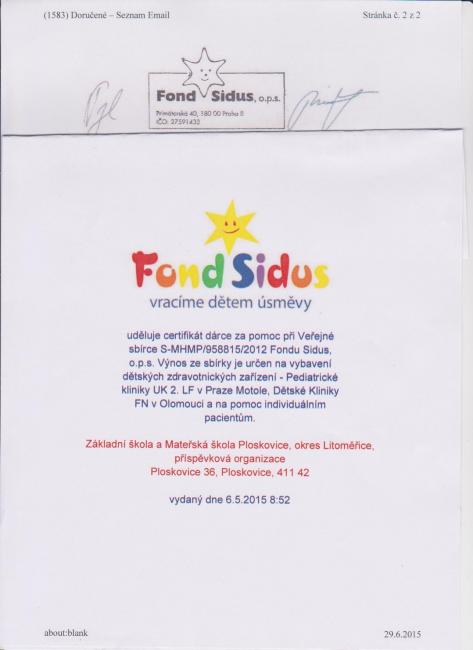 (1583) Doručené – Seznam Email
Stránka č. 2 z 2
Fond Sidus, o.p.s.
Primátorská 40, 180 00 Praha 8
IČO: 27591433
Fond Sidus
vracíme dětem úsměvy
uděluje certifikát dárce za pomoc při Veřejné
sbírce S-MHMP/958815/2012 Fondu Sidus,
o.p.s. Výnos ze sbírky je určen na vybavení
dětských zdravotnických zařízení - Pediatrické
kliniky UK 2. LF v Praze Motole, Dětské Kliniky
FN v Olomouci a na pomoc individuálním
pacientům.
Základní škola a Mateřská škola Ploskovice, okres Litoměřice,
příspěvková organizace
Ploskovice 36, Ploskovice, 411 42
vydaný dne 6.5.2015 8:52
about:blank
29.6.2015